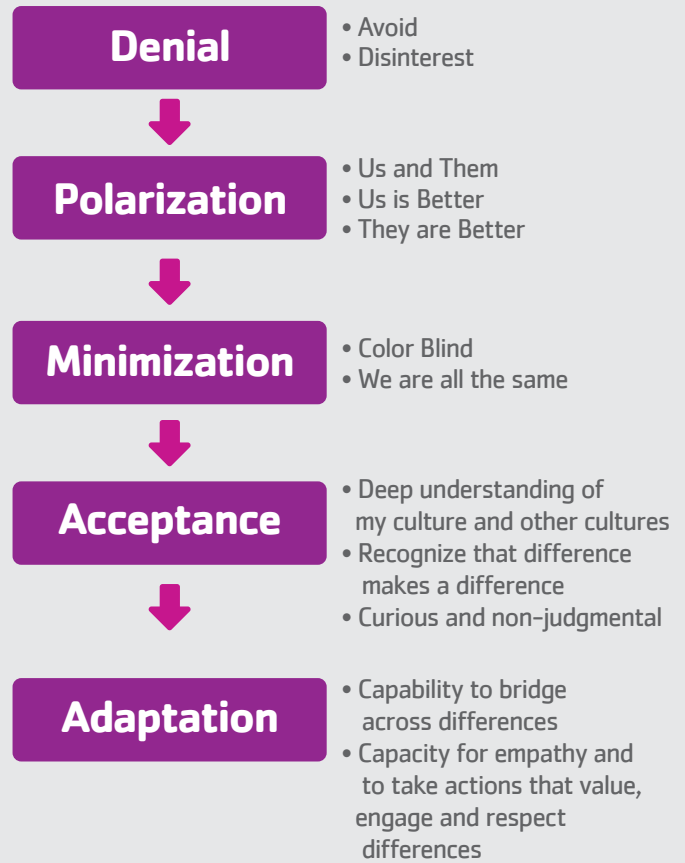 Denial
• Avoid
• Disinterest
Polarization
• Us and Them
• Us is Better
• They are Better
Minimization
• Color Blind
• We are all the same
Acceptance
• Deep understanding of
my culture and other cultures
• Recognize that difference
makes a difference
• Curious and non-judgmental
Adaptation
• Capability to bridge
across differences
• Capacity for empathy and
to take actions that value,
engage and respect
differences